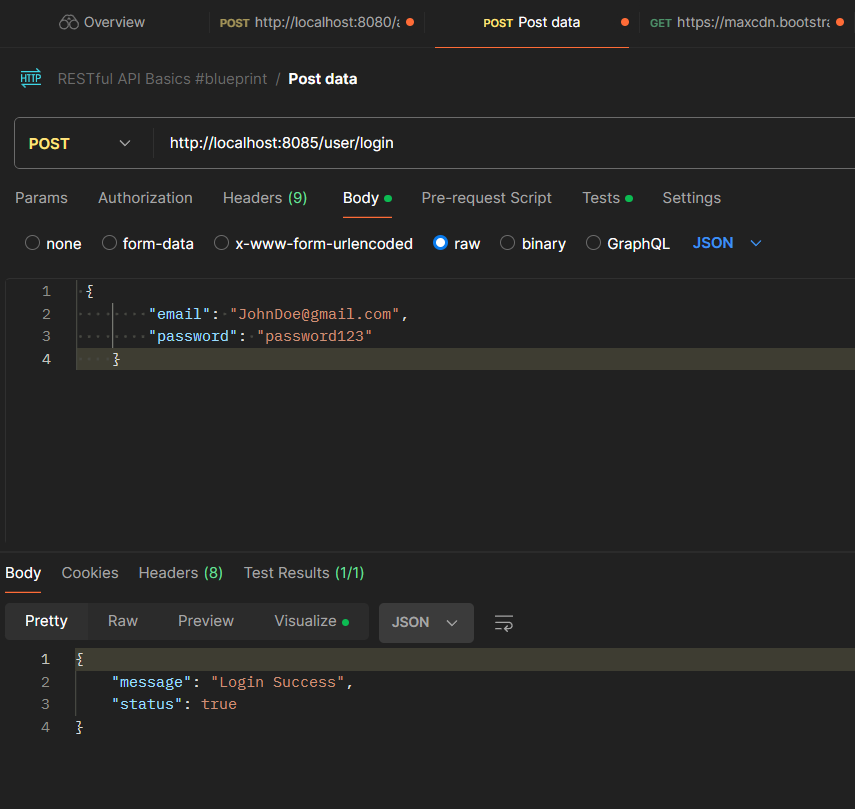 Overview POST http://localhost:8080/a POST Post data GET https://maxcdn.bootstra
HTTP RESTful API Basics #blueprint / Post data
POST http://localhost:8085/user/login
Params Authorization Headers (9) Body Pre-request Script Tests Settings
none form-data x-www-form-urlencoded raw binary GraphQL JSON
1 {
2 "email": "JohnDoe@gmail.com",
3 "password": "password123"
4 }
Body Cookies Headers (8) Test Results (1/1)
Pretty Raw Preview Visualize JSON
1 {
2 "message": "Login Success",
3 "status": true
4 }